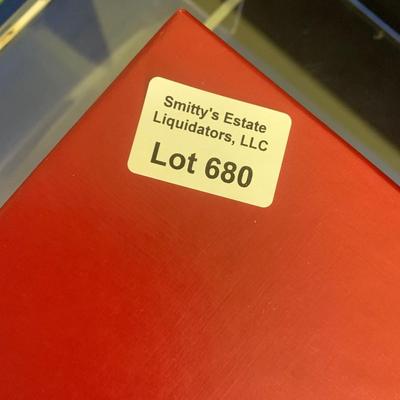 Smitty's Estate
Liquidators, LLC
Lot 680